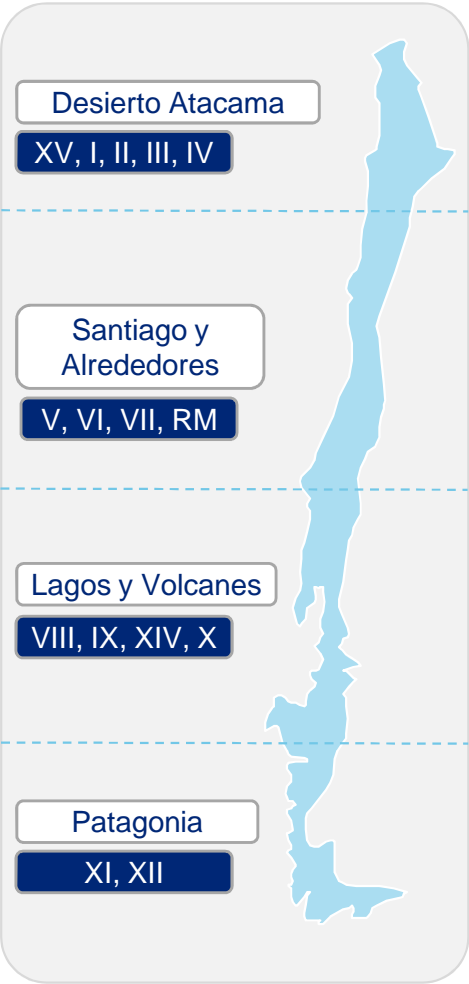 Desierto Atacama
XV, I, II, III, IV
Santiago y
Alrededores
V, VI, VII, RM
Lagos y Volcanes
VIII, IX, XIV, X
Patagonia
XI, XII